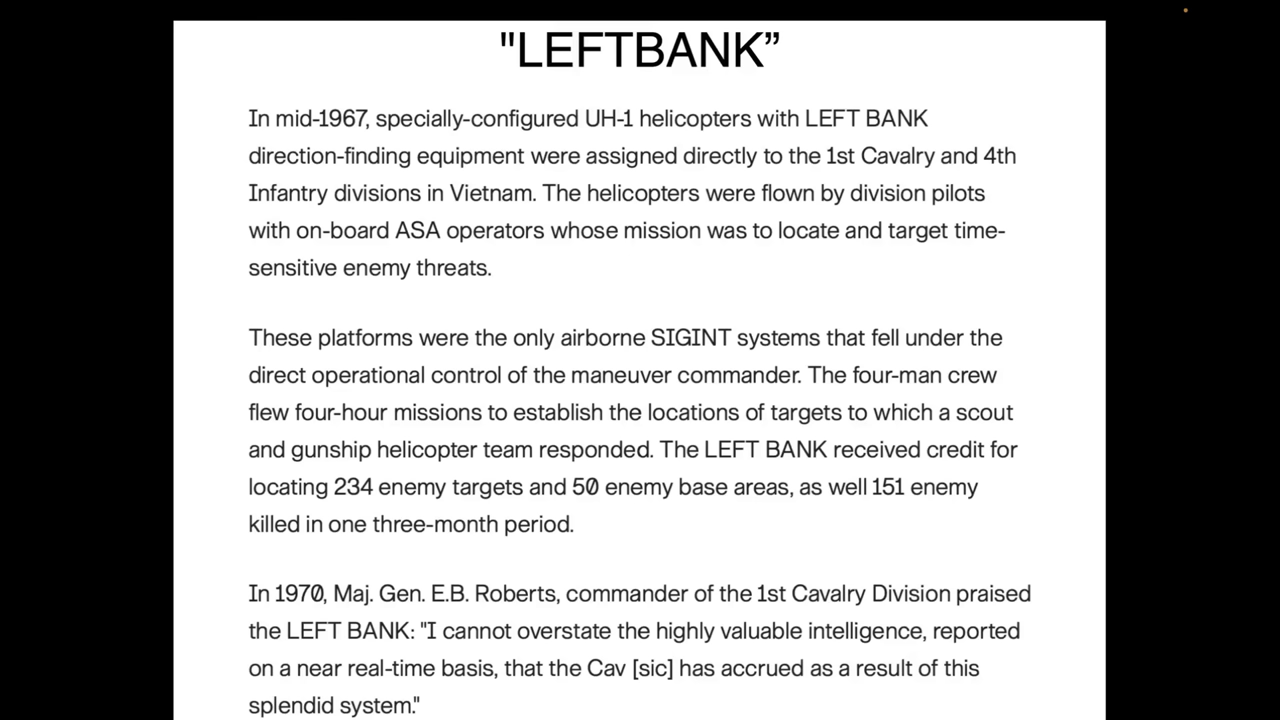 "LEFTBANK”
In mid-1967, specially-configured UH-1 helicopters with LEFT BANK
direction-finding equipment were assigned directly to the 1st Cavalry and 4th
Infantry divisions in Vietnam. The helicopters were flown by division pilots
with on-board ASA operators whose mission was to locate and target time-
sensitive enemy threats.
These platforms were the only airborne SIGINT systems that fell under the
direct operational control of the maneuver commander. The four-man crew
flew four-hour missions to establish the locations of targets to which a scout
and gunship helicopter team responded. The LEFT BANK received credit for
locating 234 enemy targets and 50 enemy base areas, as well 151 enemy
killed in one three-month period.
In 1970, Maj. Gen. E.B. Roberts, commander of the 1st Cavalry Division praised
the LEFT BANK: "I cannot overstate the highly valuable intelligence, reported
on a near real-time basis, that the Cav [sic] has accrued as a result of this
splendid system."